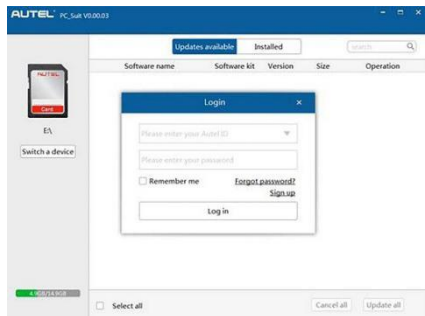 AUTEL PC_Suit V0.00.03
Updates available Installed
search
Software name Software kit Version Size Operation
AUTEL
Card
Login
E:\
Please enter your Autel ID
Switch a device
Please enter your password
Remember me Forgot password?
Sign up
Log in
4.9GB/14.9GB
Select all Cancel all Update all